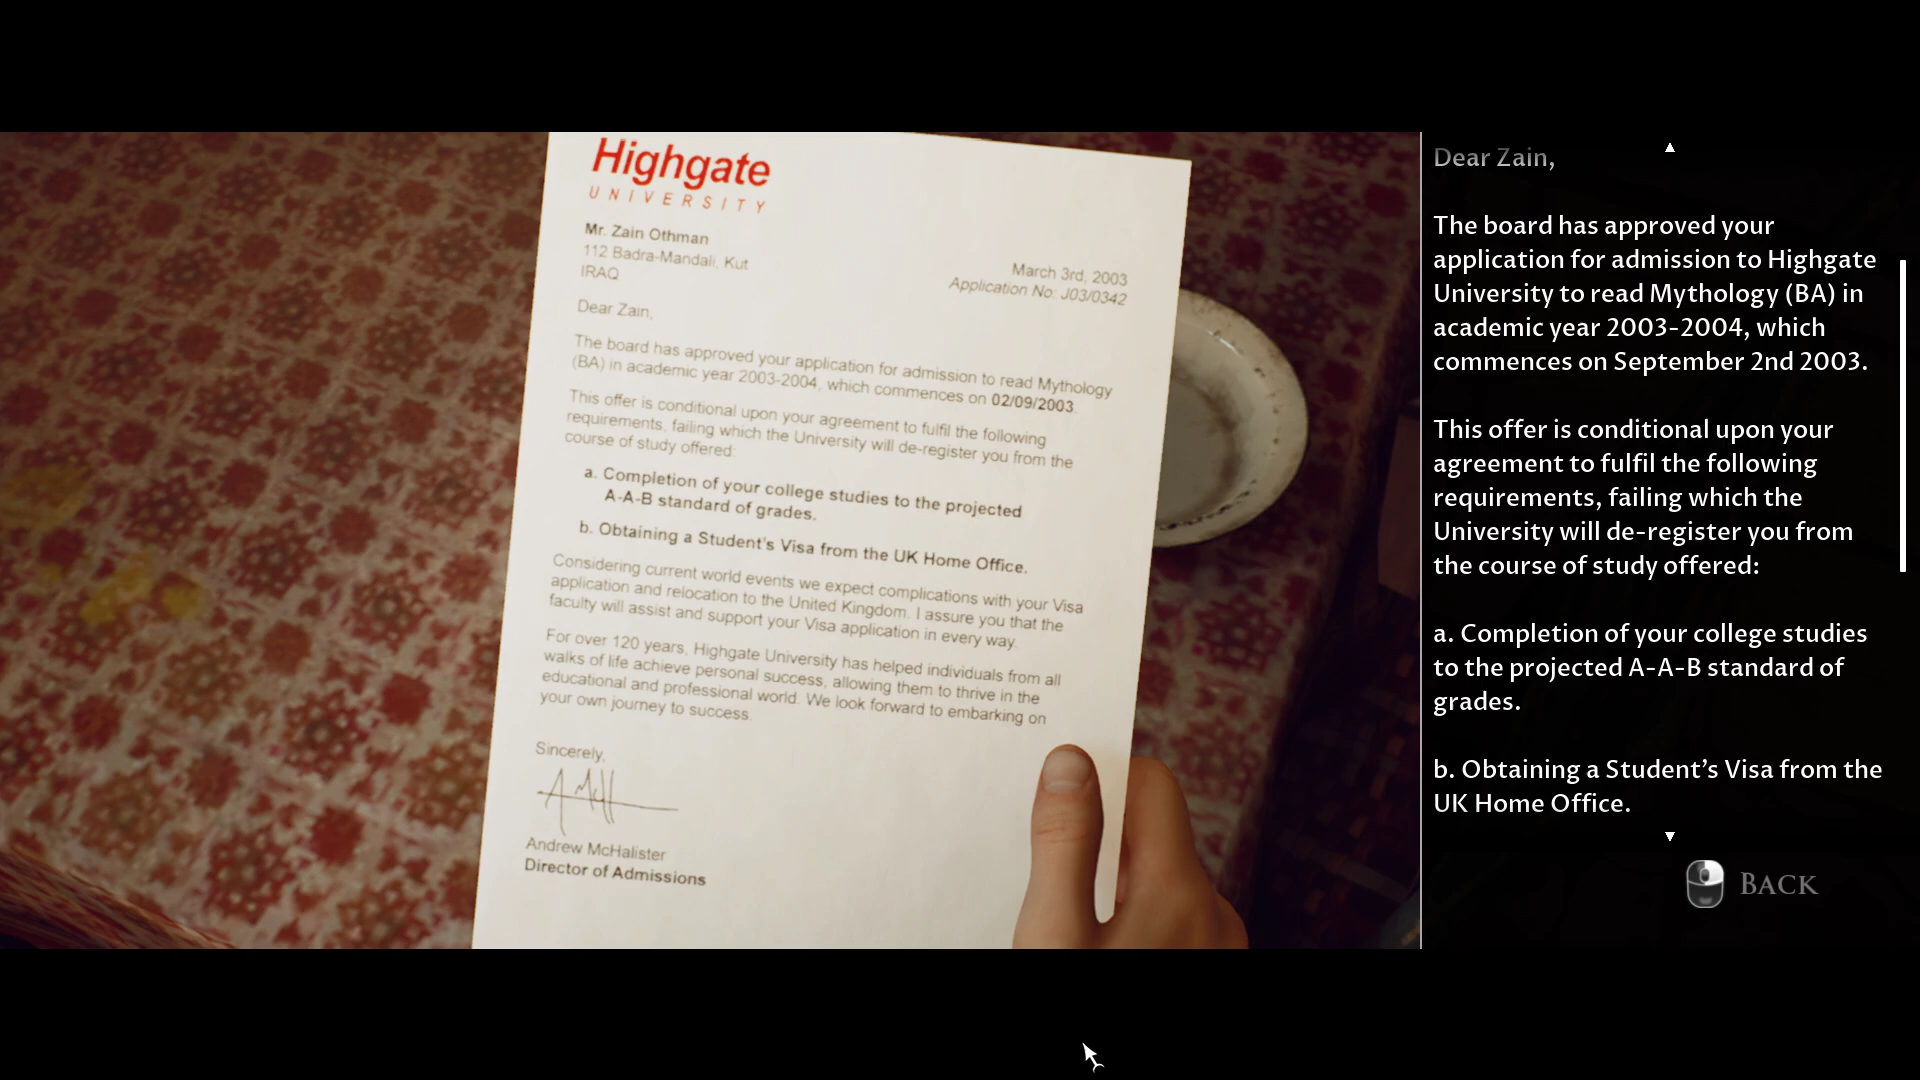 Highgate
UNIVERSITY
Mr. Zain Othman
112 Badra-Mandali, Kut
IRAQ
March 3rd, 2003
Application No: J03/0342
Dear Zain,
The board has approved your application for admission to read Mythology
(BA) in academic year 2003-2004, which commences on 02/09/2003.
This offer is conditional upon your agreement to fulfil the following
requirements, failing which the University will de-register you from the
course of study offered:
a. Completion of your college studies to the projected
A-A-B standard of grades.
b. Obtaining a Student's Visa from the UK Home Office.
Considering current world events we expect complications with your Visa
application and relocation to the United Kingdom. I assure you that the
faculty will assist and support your Visa application in every way.
For over 120 years, Highgate University has helped individuals from all
walks of life achieve personal success, allowing them to thrive in the
educational and professional world. We look forward to embarking on
your own journey to success.
Sincerely,
Andrew McHalister
Director of Admissions
Dear Zain,
The board has approved your
application for admission to Highgate
University to read Mythology (BA) in
academic year 2003-2004, which
commences on September 2nd 2003.
This offer is conditional upon your
agreement to fulfil the following
requirements, failing which the
University will de-register you from
the course of study offered:
a. Completion of your college studies
to the projected A-A-B standard of
grades.
b. Obtaining a Student’s Visa from the
UK Home Office.
BACK